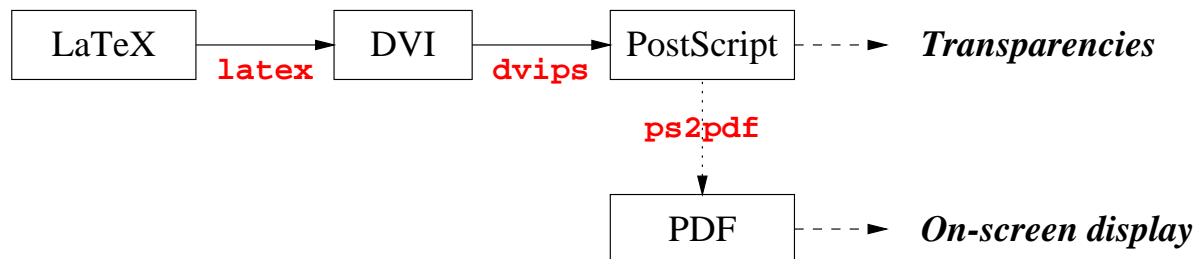 LaTeX DVI PostScript Transparencies
latex dvips
ps2pdf
PDF On-screen display